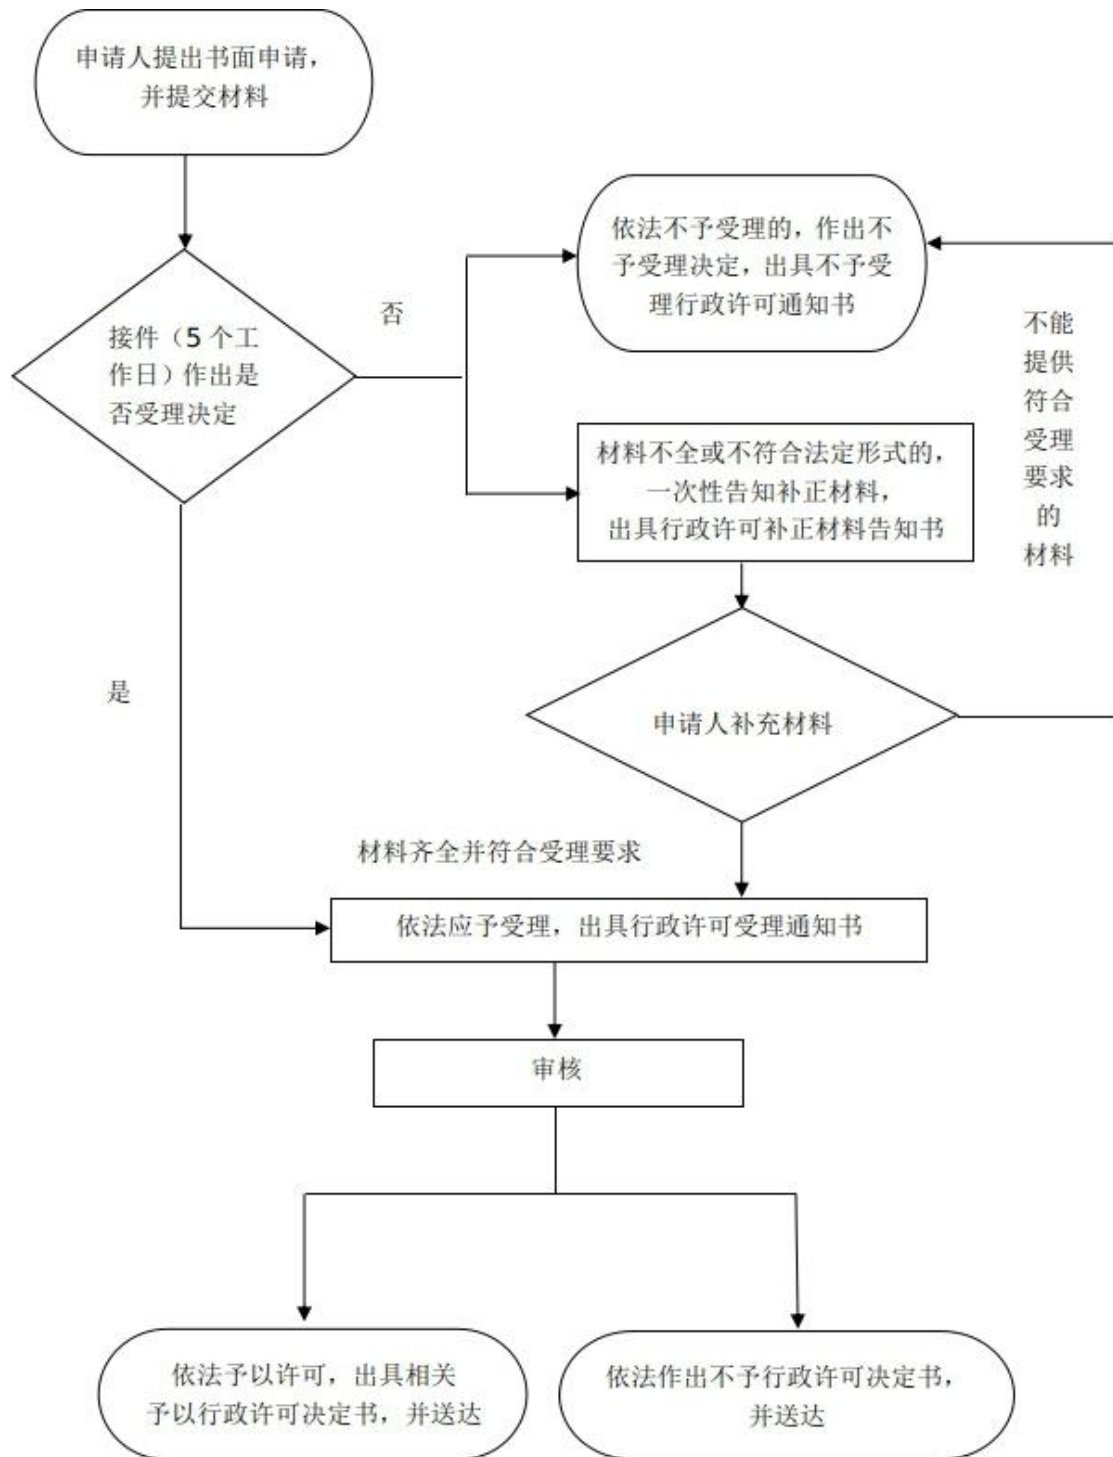 申请人提出书面申请，
并提交材料
依法不予受理的，作出不
予受理决定，出具不予受
理行政许可通知书
否
接件（5 个工
作日）作出是
否受理决定
不能
提供
符合
受理
要求
的
材料
材料不全或不符合法定形式的，
一次性告知补正材料，
出具行政许可补正材料告知书
是
申请人补充材料
材料齐全并符合受理要求
依法应予受理，出具行政许可受理通知书
审核
依法予以许可，出具相关
予以行政许可决定书，并送达
依法作出不予行政许可决定书，
并送达